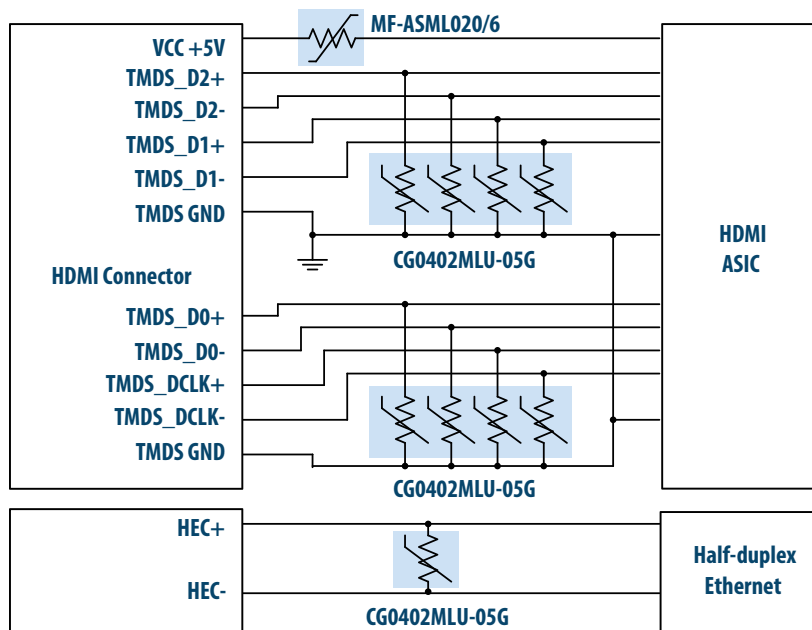 MF-ASML020/6
VCC +5V
TMDS_D2+
TMDS_D2-
TMDS_D1+
TMDS_D1-
TMDS GND
CG0402MLU-05G
HDMI
ASIC
HDMI Connector
TMDS_D0+
TMDS_D0-
TMDS_DCLK+
TMDS_DCLK-
TMDS GND
CG0402MLU-05G
HEC+
HEC-
CG0402MLU-05G
Half-duplex
Ethernet